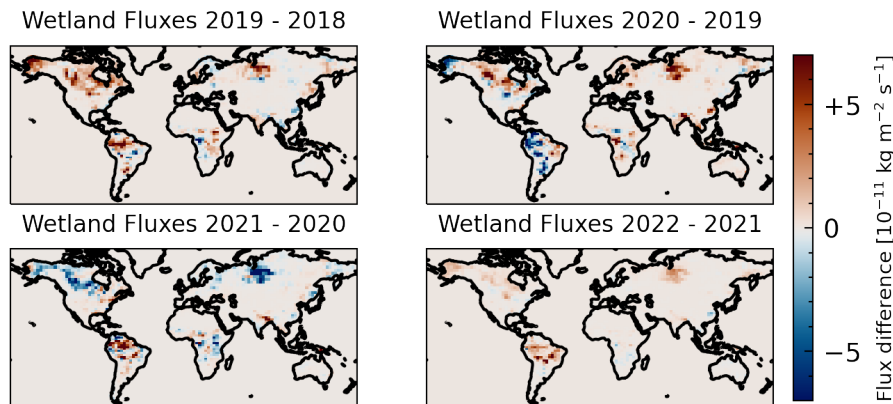 Wetland Fluxes 2019 - 2018
Wetland Fluxes 2020 - 2019
Wetland Fluxes 2021 - 2020
Wetland Fluxes 2022 - 2021
+5
0
−5
Flux difference [10⁻¹¹ kg m⁻² s⁻¹]